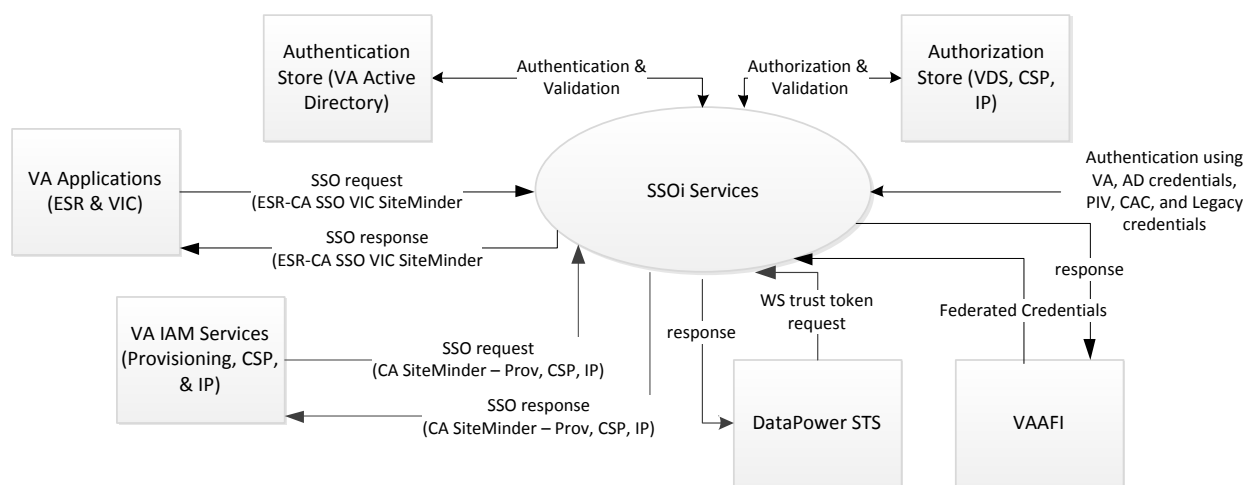 Authentication
Store (VA Active
Directory)
Authentication &
Validation
Authorization &
Validation
Authorization
Store (VDS, CSP,
IP)
VA Applications
(ESR & VIC)
SSO request
(ESR-CA SSO VIC SiteMinder
SSO response
(ESR-CA SSO VIC SiteMinder
SSOi Services
Authentication using
VA, AD credentials,
PIV, CAC, and Legacy
credentials
response
Federated Credentials
WS trust token
request
response
VA IAM Services
(Provisioning, CSP,
& IP)
SSO request
(CA SiteMinder – Prov, CSP, IP)
SSO response
(CA SiteMinder – Prov, CSP, IP)
DataPower STS
VAAFI